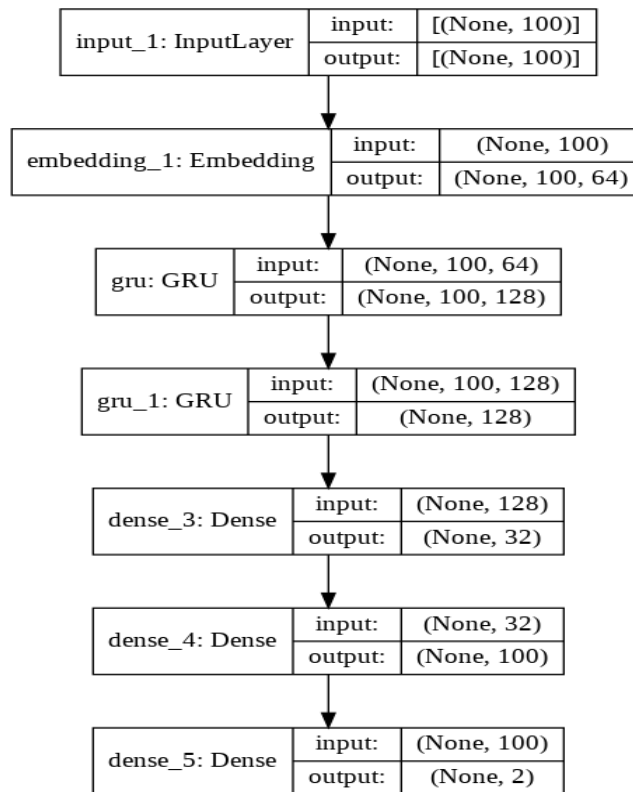 input_1: InputLayer
input: [(None, 100)]
output: [(None, 100)]
embedding_1: Embedding
input: (None, 100)
output: (None, 100, 64)
gru: GRU
input: (None, 100, 64)
output: (None, 100, 128)
gru_1: GRU
input: (None, 100, 128)
output: (None, 128)
dense_3: Dense
input: (None, 128)
output: (None, 32)
dense_4: Dense
input: (None, 32)
output: (None, 100)
dense_5: Dense
input: (None, 100)
output: (None, 2)